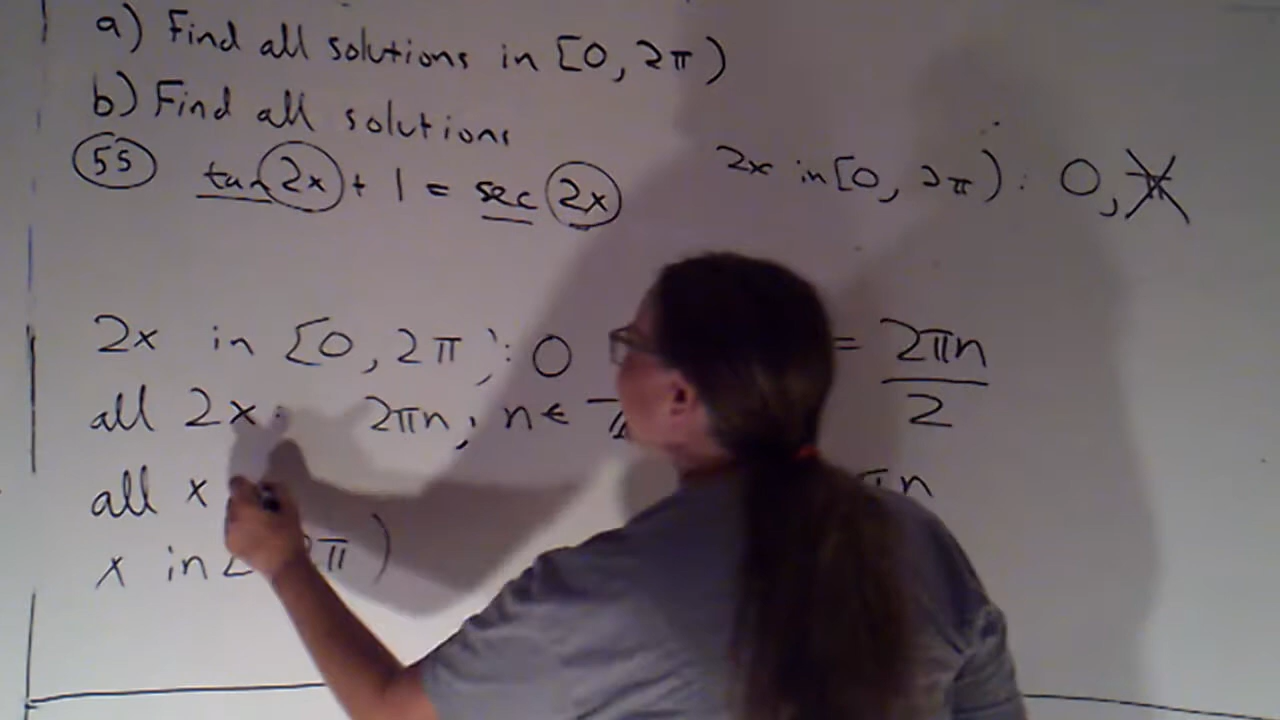 a) Find all solutions in [0, 2π)
b) Find all solutions
55 tan 2x + 1 = sec 2x
2x in [0, 2π) : 0, π
2x in [0, 2π) : 0
= 2πn / 2
all 2x: 2πn; n ∈
all x
πn
x in [ 2π)